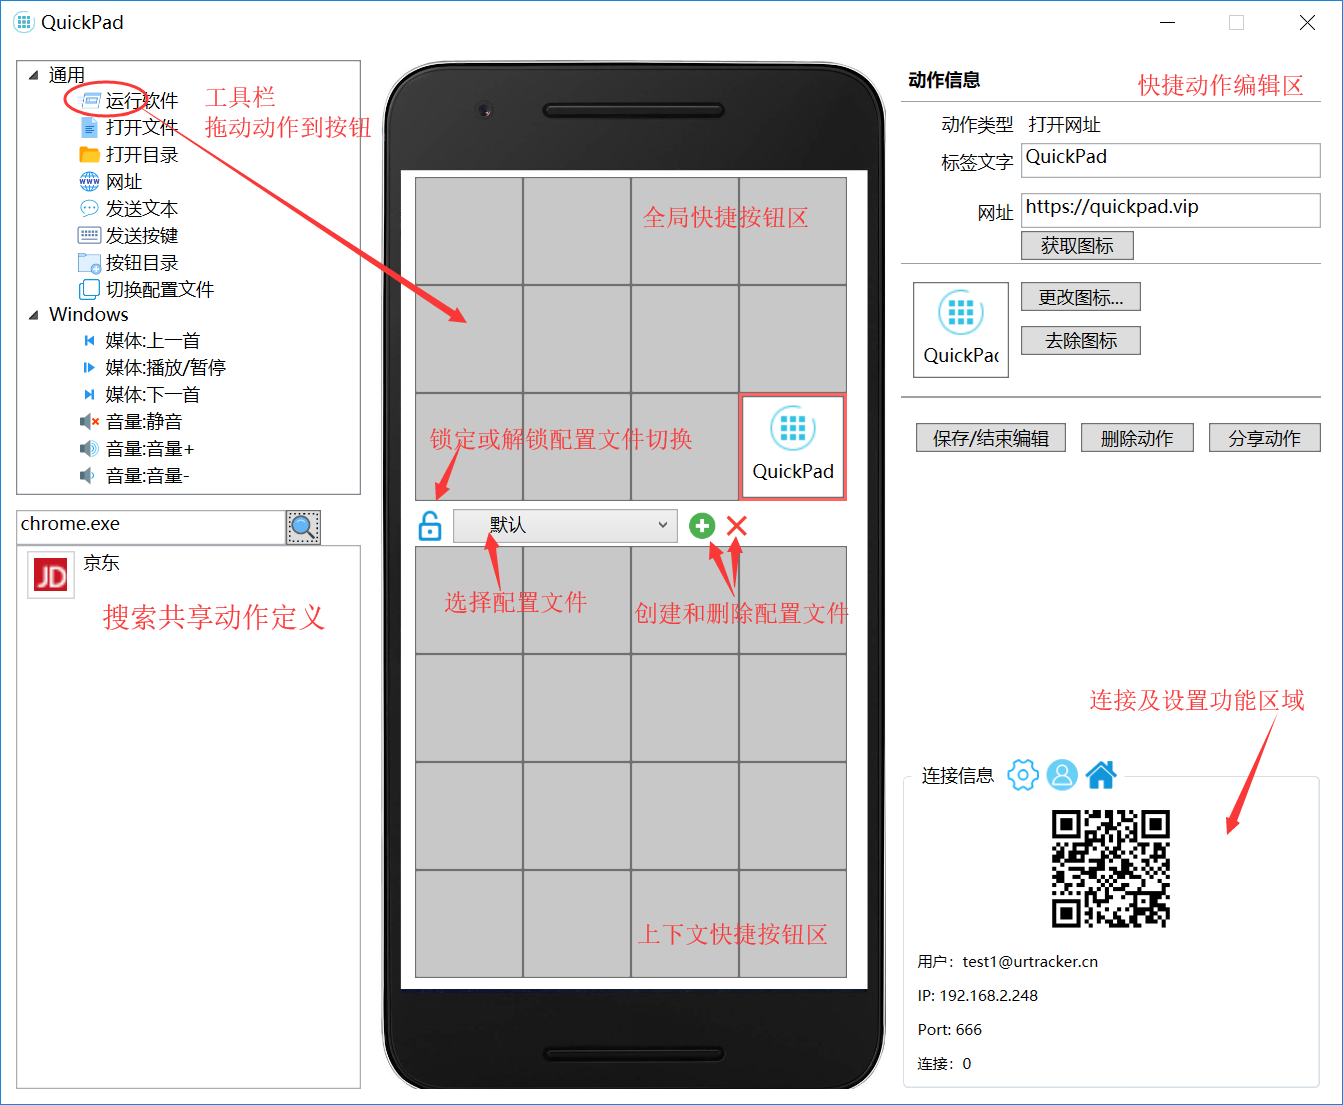 QuickPad
通用
运行软件
打开文件
打开目录
网址
发送文本
发送按键
按钮目录
切换配置文件
Windows
媒体:上一首
媒体:播放/暂停
媒体:下一首
音量:静音
音量:音量+
音量:音量-
工具栏
拖动动作到按钮
chrome.exe
JD
京东
搜索共享动作定义
全局快捷按钮区
锁定或解锁配置文件切换
QuickPad
默认
选择配置文件
创建和删除配置文件
上下文快捷按钮区
动作信息
快捷动作编辑区
动作类型 打开网址
标签文字 QuickPad
网址 https://quickpad.vip
获取图标
QuickPac
更改图标...
去除图标
保存/结束编辑 删除动作 分享动作
连接及设置功能区域
连接信息
用户：test1@urtracker.cn
IP: 192.168.2.248
Port: 666
连接：0